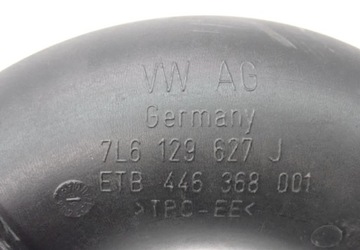 VW AG
Germany
7L6 129 627 J
ETB 446 368 001
>TPC-EE<